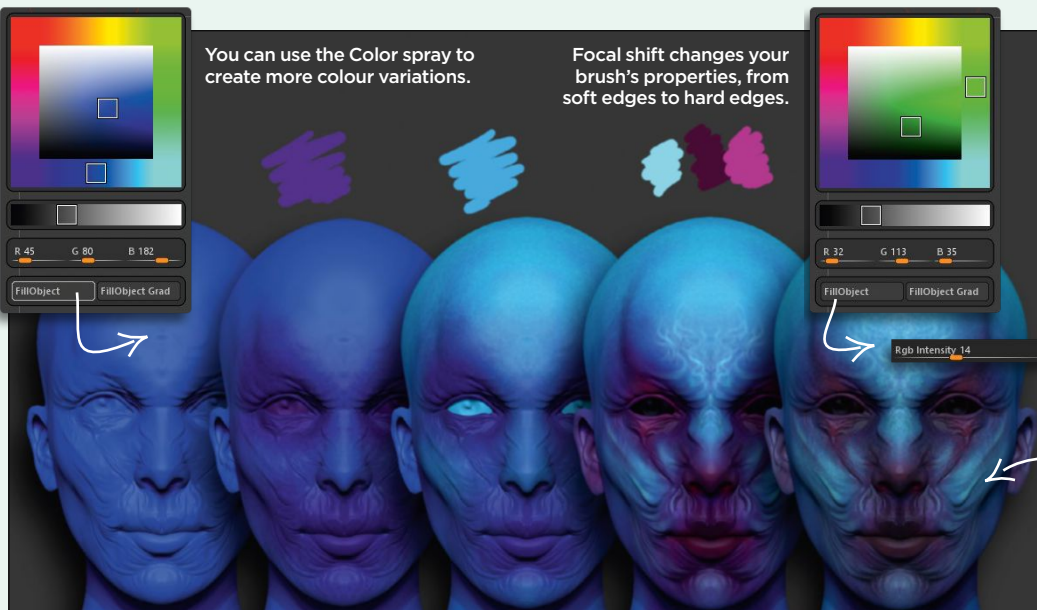 You can use the Color spray to
create more colour variations.
Focal shift changes your
brush's properties, from
soft edges to hard edges.
R 45 G 80 B 182
FillObject FillObject Grad
R 32 G 113 B 35
FillObject FillObject Grad
Rgb Intensity 14